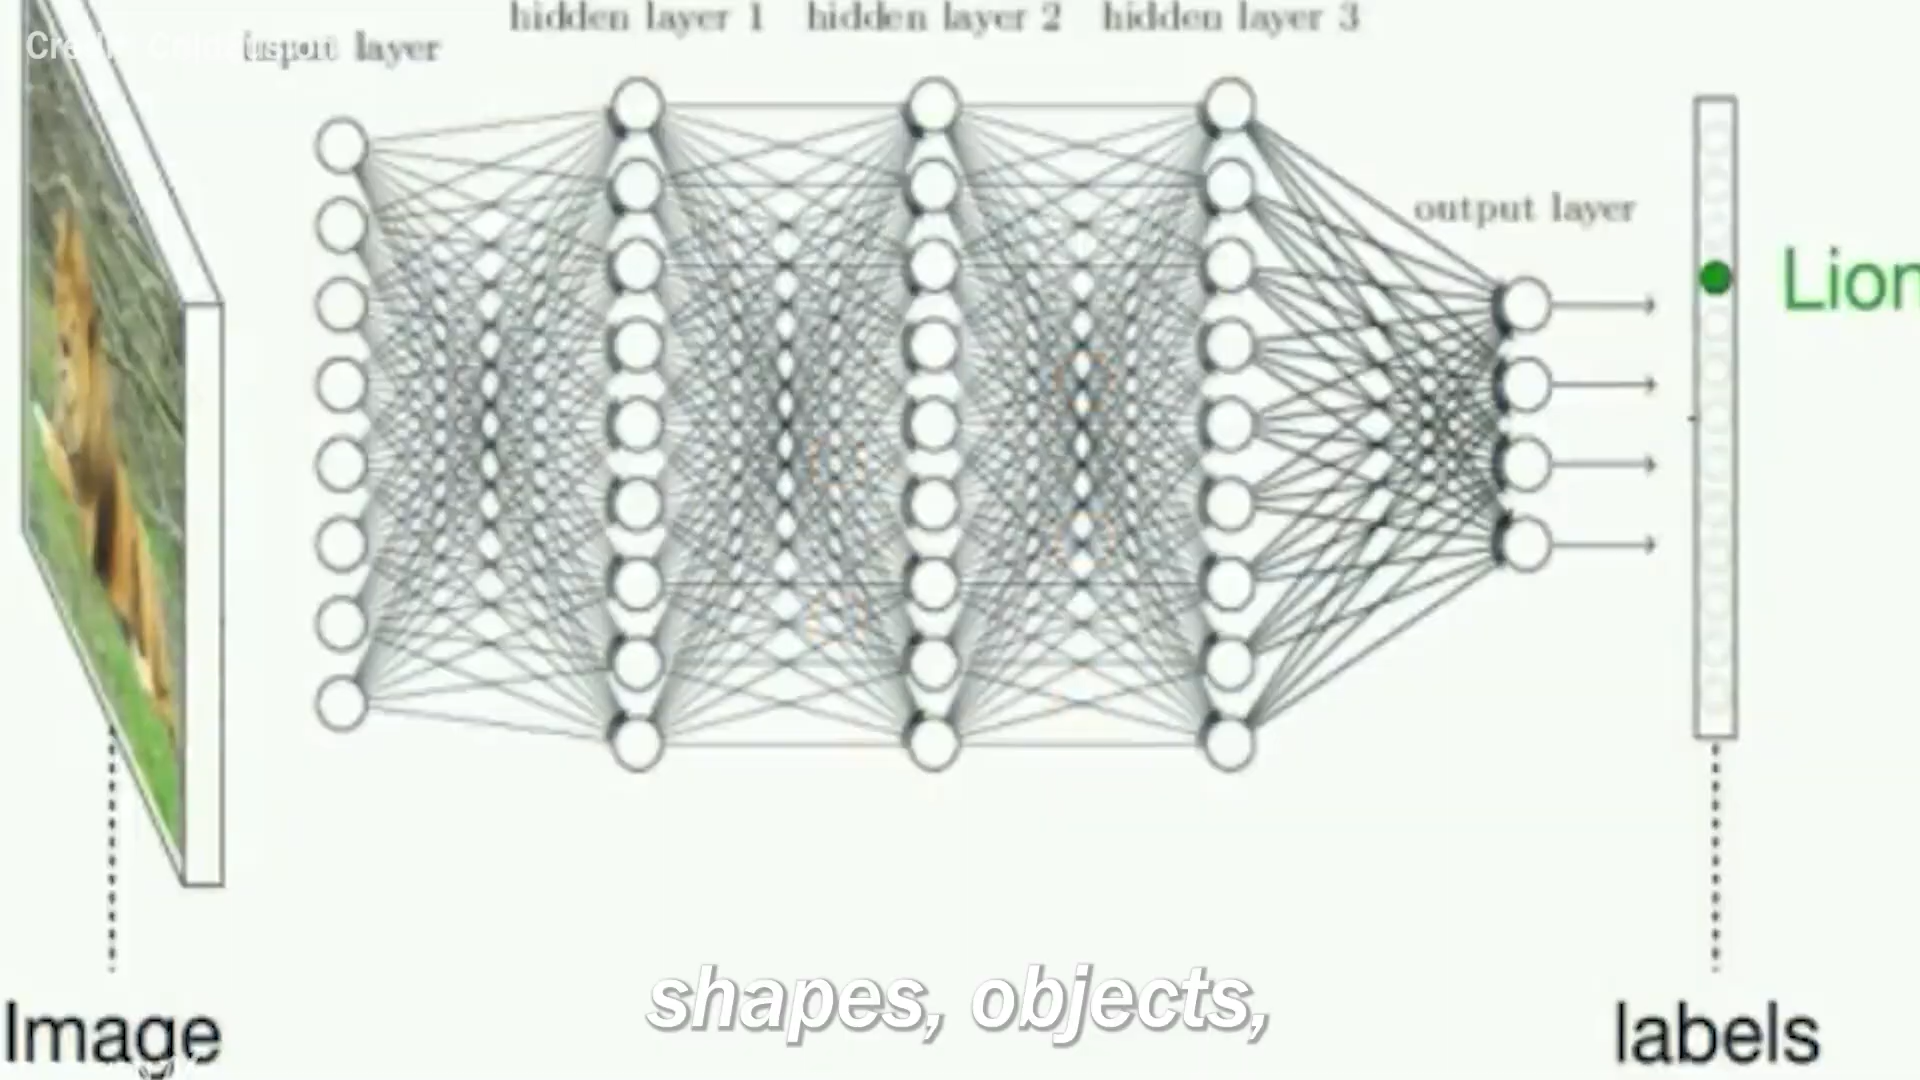 hidden layer 1 hidden layer 2 hidden layer 3
input layer
output layer
Lion
shapes, objects,
Image
labels